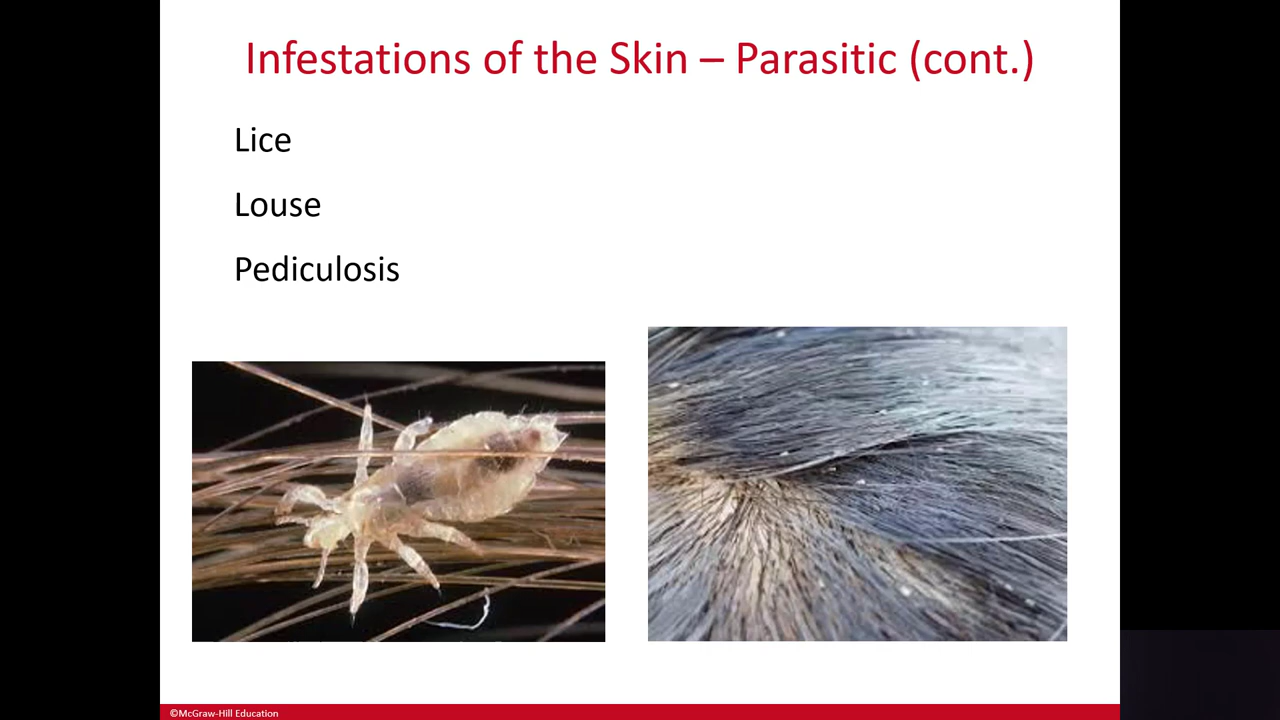 Infestations of the Skin – Parasitic (cont.)
Lice
Louse
Pediculosis
©McGraw-Hill Education